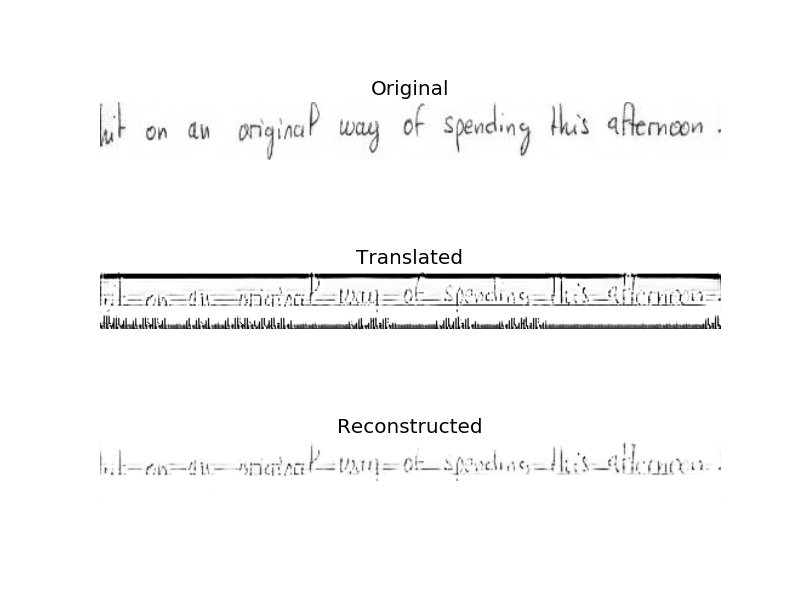 Original
hit on an original way of spending this afternoon .
Translated
on an original way of spending this afternoon
Reconstructed
hit on an original way of spending this afternoon .